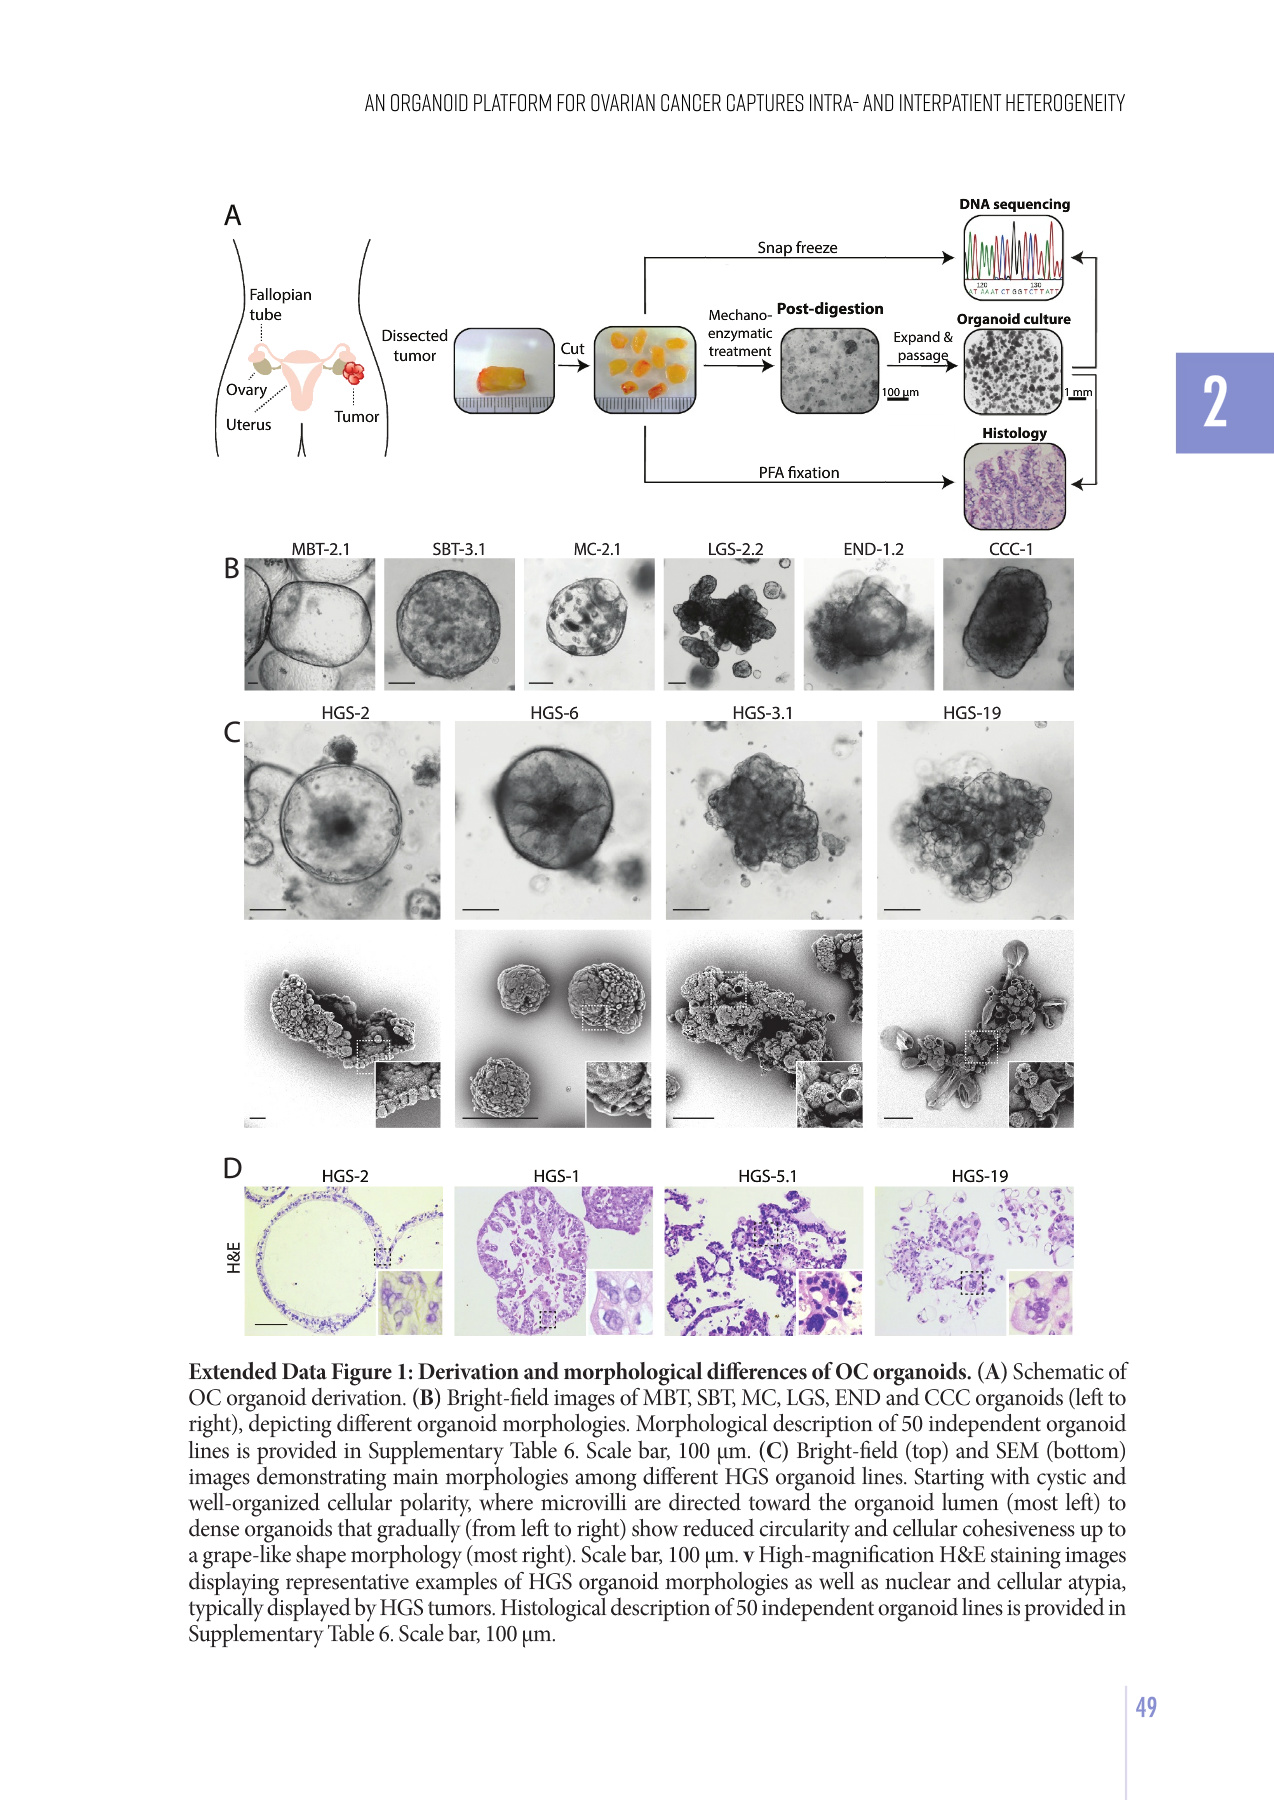 AN ORGANOID PLATFORM FOR OVARIAN CANCER CAPTURES INTRA- AND INTERPATIENT HETEROGENEITY
2
A
Fallopian
tube
Ovary
Uterus
Tumor
Dissected
tumor
Cut
Snap freeze
Mechano-
enzymatic
treatment
Post-digestion
100 µm
Expand &
passage
PFA fixation
DNA sequencing
120 130
AT AAAT CT GGTCTTATT
Organoid culture
1 mm
Histology
B
MBT-2.1 SBT-3.1 MC-2.1 LGS-2.2 END-1.2 CCC-1
C
HGS-2 HGS-6 HGS-3.1 HGS-19
D
HGS-2 HGS-1 HGS-5.1 HGS-19
H&E
Extended Data Figure 1: Derivation and morphological differences of OC organoids. (A) Schematic of
OC organoid derivation. (B) Bright-field images of MBT, SBT, MC, LGS, END and CCC organoids (left to
right), depicting different organoid morphologies. Morphological description of 50 independent organoid
lines is provided in Supplementary Table 6. Scale bar, 100 µm. (C) Bright-field (top) and SEM (bottom)
images demonstrating main morphologies among different HGS organoid lines. Starting with cystic and
well-organized cellular polarity, where microvilli are directed toward the organoid lumen (most left) to
dense organoids that gradually (from left to right) show reduced circularity and cellular cohesiveness up to
a grape-like shape morphology (most right). Scale bar, 100 µm. v High-magnification H&E staining images
displaying representative examples of HGS organoid morphologies as well as nuclear and cellular atypia,
typically displayed by HGS tumors. Histological description of 50 independent organoid lines is provided in
Supplementary Table 6. Scale bar, 100 µm.
49